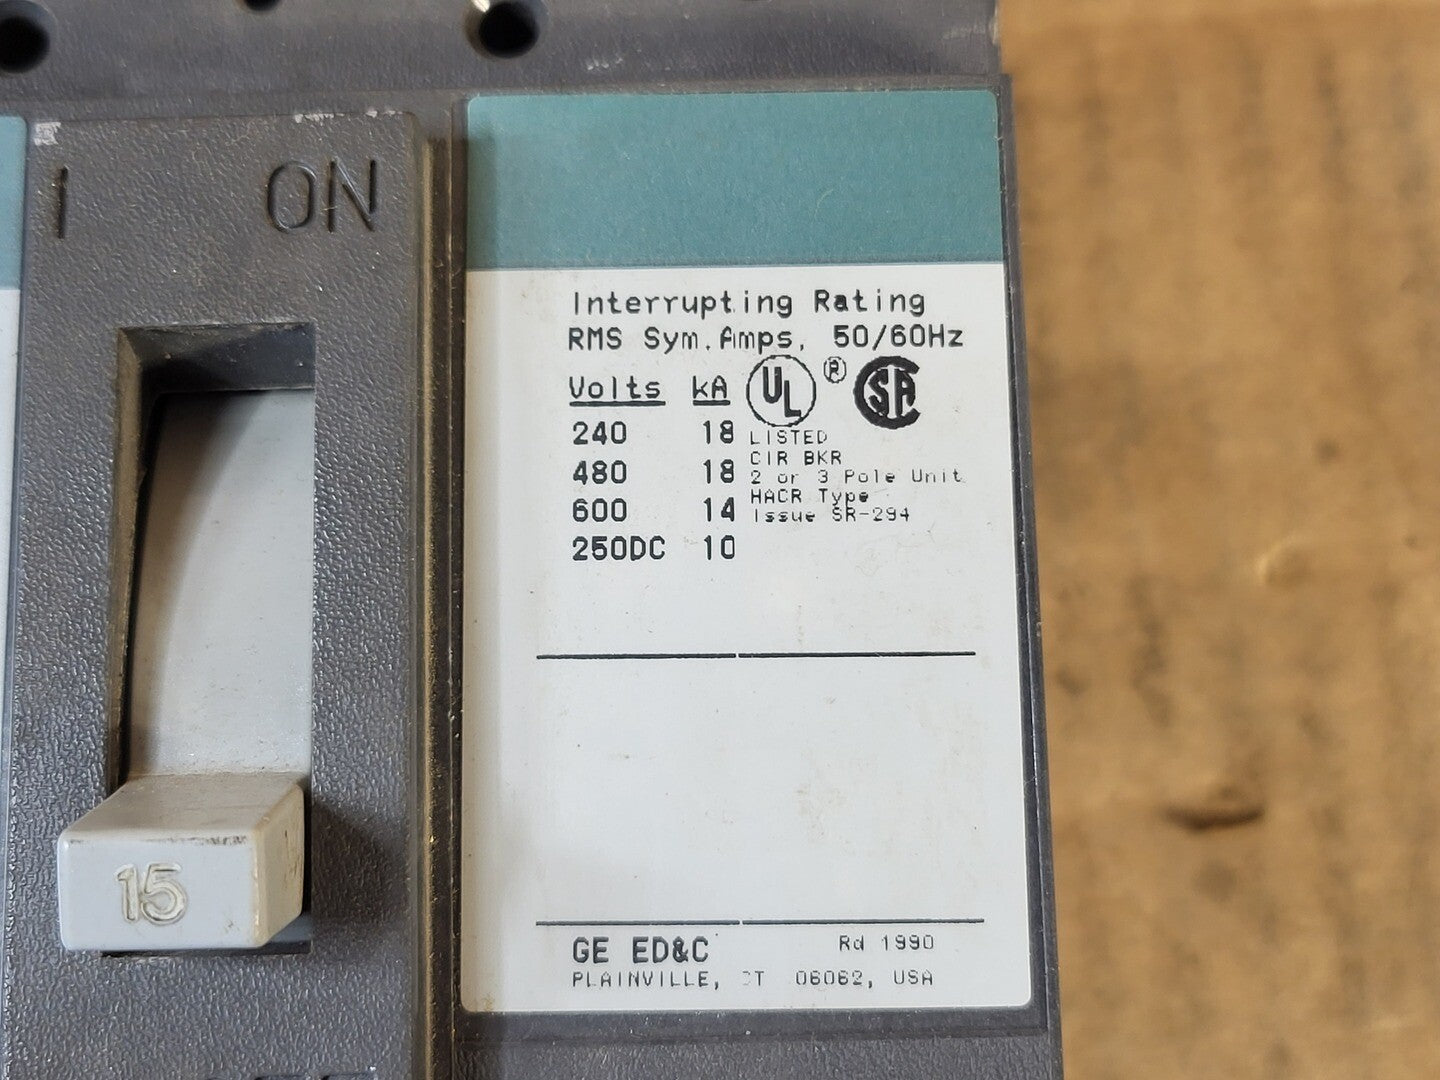 I ON
15
Interrupting Rating
RMS Sym. Amps, 50/60Hz
Volts kA
240 18
480 18
600 14
250DC 10
UL ® SA
LISTED
CIR BKR
2 or 3 Pole Unit
HACR Type
Issue SR-294
GE ED&C Rd 1990
PLAINVILLE, CT 06062, USA